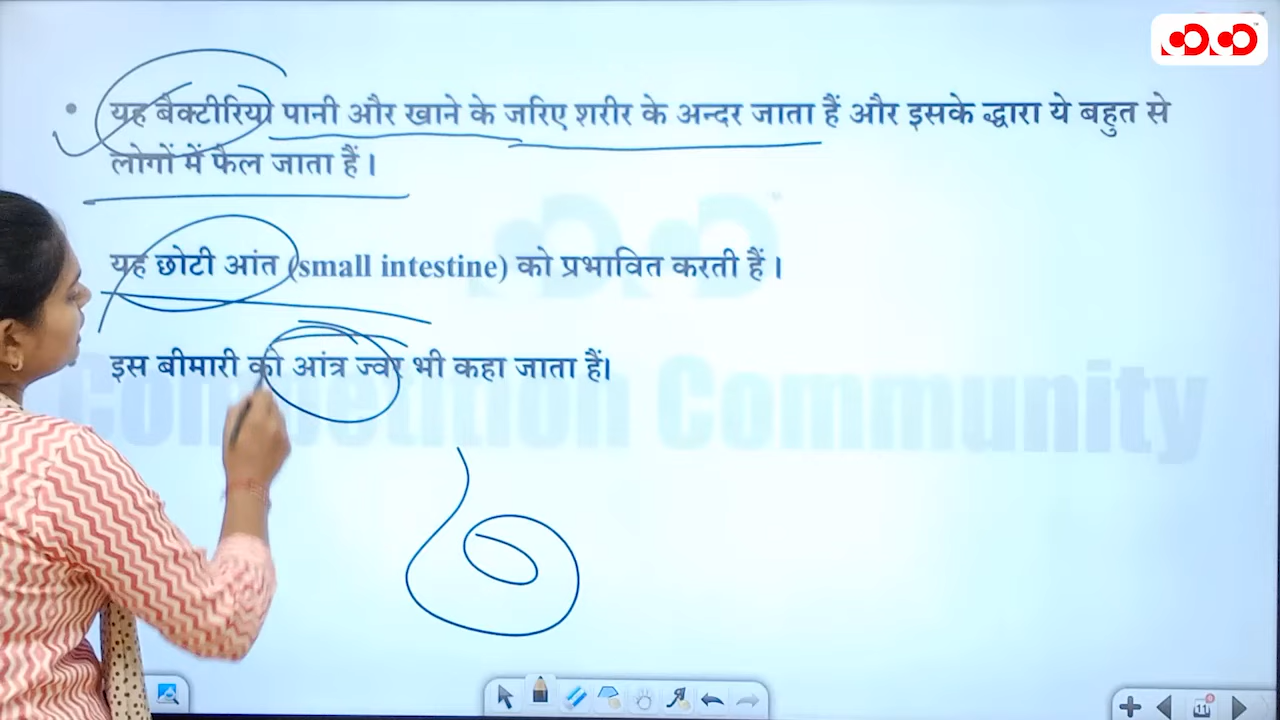 • यह बैक्टीरिया पानी और खाने के जरिए शरीर के अन्दर जाता हैं और इसके द्धारा ये बहुत से
लोगों में फैल जाता हैं।
यह छोटी आंत (small intestine) को प्रभावित करती हैं।
इस बीमारी को आंत्र ज्वर भी कहा जाता हैं।
Competition Community
11